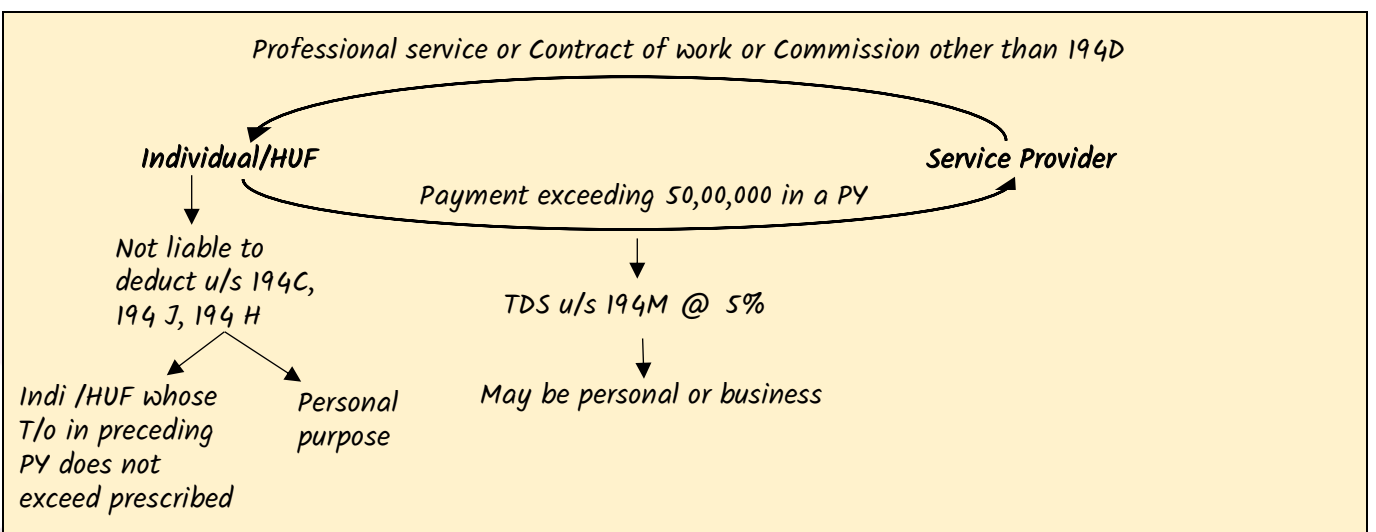 Professional service or Contract of work or Commission other than 194D
Individual/HUF
Service Provider
Payment exceeding 50,00,000 in a PY
Not liable to
deduct u/s 194C,
194 J, 194 H
TDS u/s 194M @ 5%
Indi /HUF whose
T/o in preceding
PY does not
exceed prescribed
Personal
purpose
May be personal or business